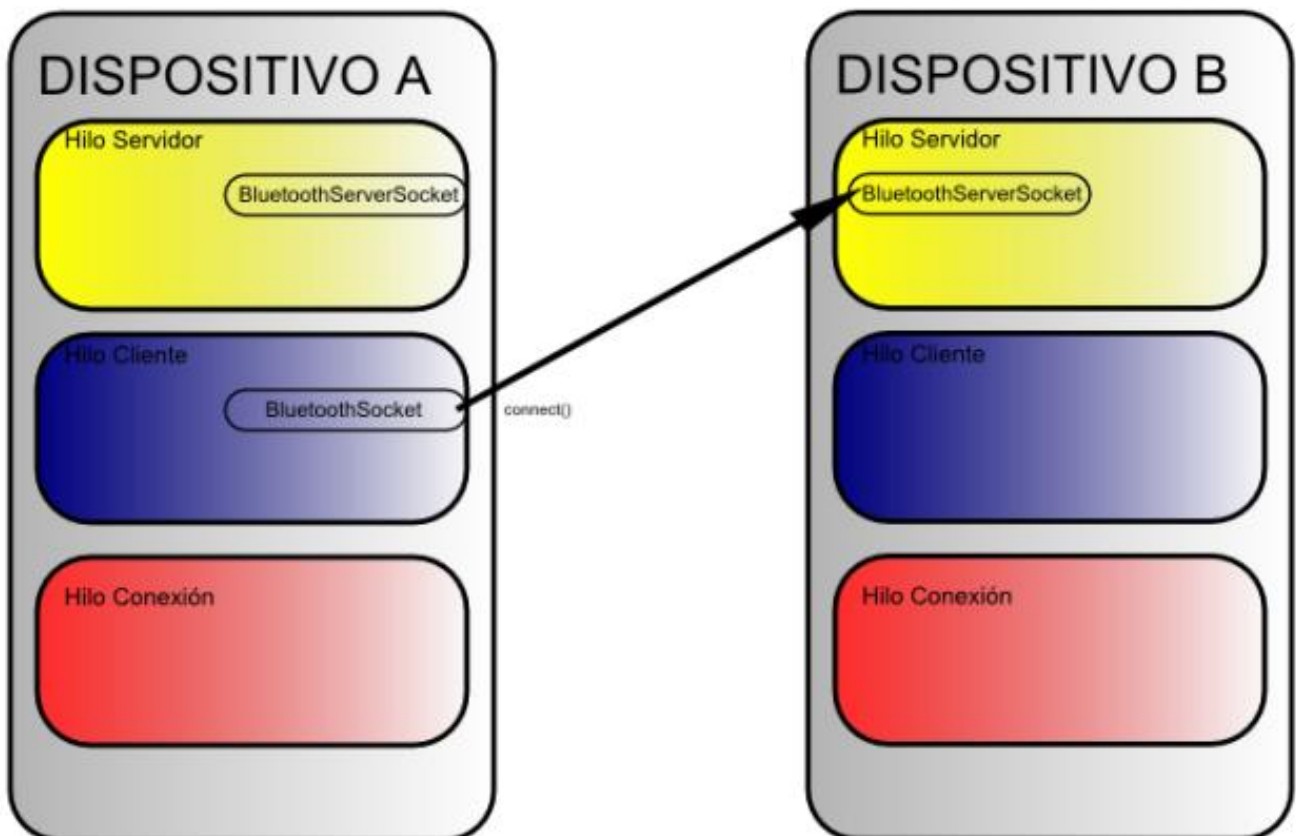 DISPOSITIVO A
Hilo Servidor
BluetoothServerSocket
Hilo Cliente
BluetoothSocket
connect()
Hilo Conexión
DISPOSITIVO B
Hilo Servidor
BluetoothServerSocket
Hilo Cliente
Hilo Conexión